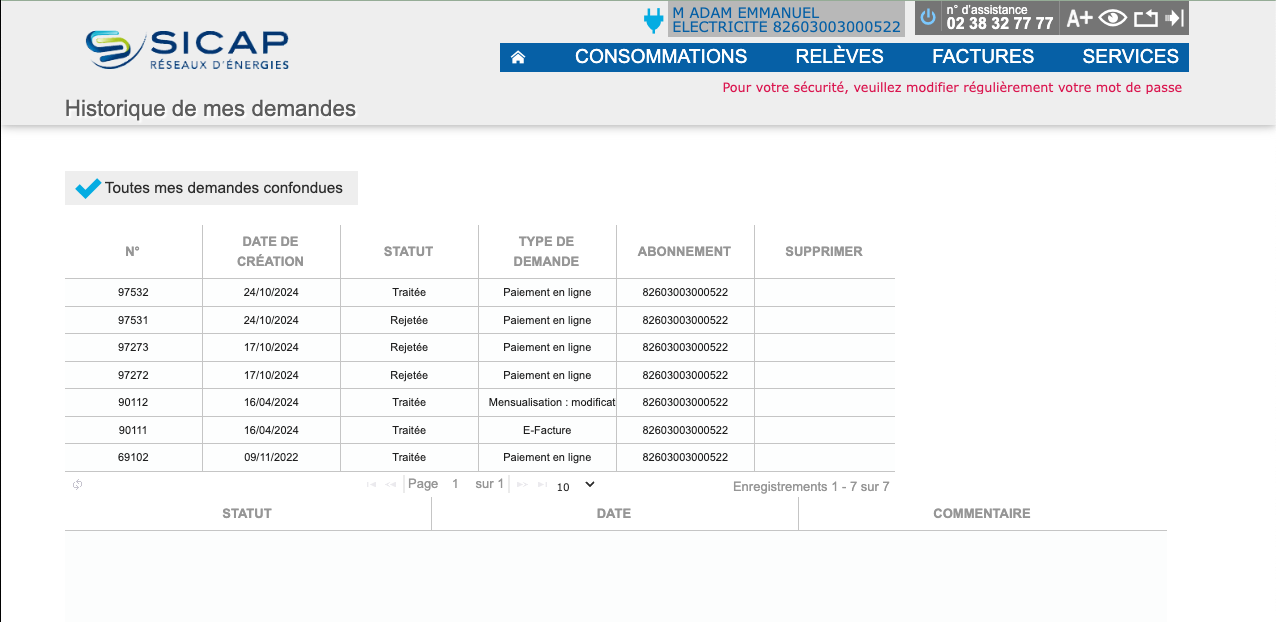 M ADAM EMMANUEL
ELECTRICITE 82603003000522
n° d'assistance
02 38 32 77 77
A+
SICAP
RÉSEAUX D'ÉNERGIES
CONSOMMATIONS RELÈVES FACTURES SERVICES
Pour votre sécurité, veuillez modifier régulièrement votre mot de passe
Historique de mes demandes
Toutes mes demandes confondues
N° DATE DE CRÉATION STATUT TYPE DE DEMANDE ABONNEMENT SUPPRIMER
97532 24/10/2024 Traitée Paiement en ligne 82603003000522
97531 24/10/2024 Rejetée Paiement en ligne 82603003000522
97273 17/10/2024 Rejetée Paiement en ligne 82603003000522
97272 17/10/2024 Rejetée Paiement en ligne 82603003000522
90112 16/04/2024 Traitée Mensualisation : modificat 82603003000522
90111 16/04/2024 Traitée E-Facture 82603003000522
69102 09/11/2022 Traitée Paiement en ligne 82603003000522
Page 1 sur 1 10 Enregistrements 1 - 7 sur 7
STATUT DATE COMMENTAIRE